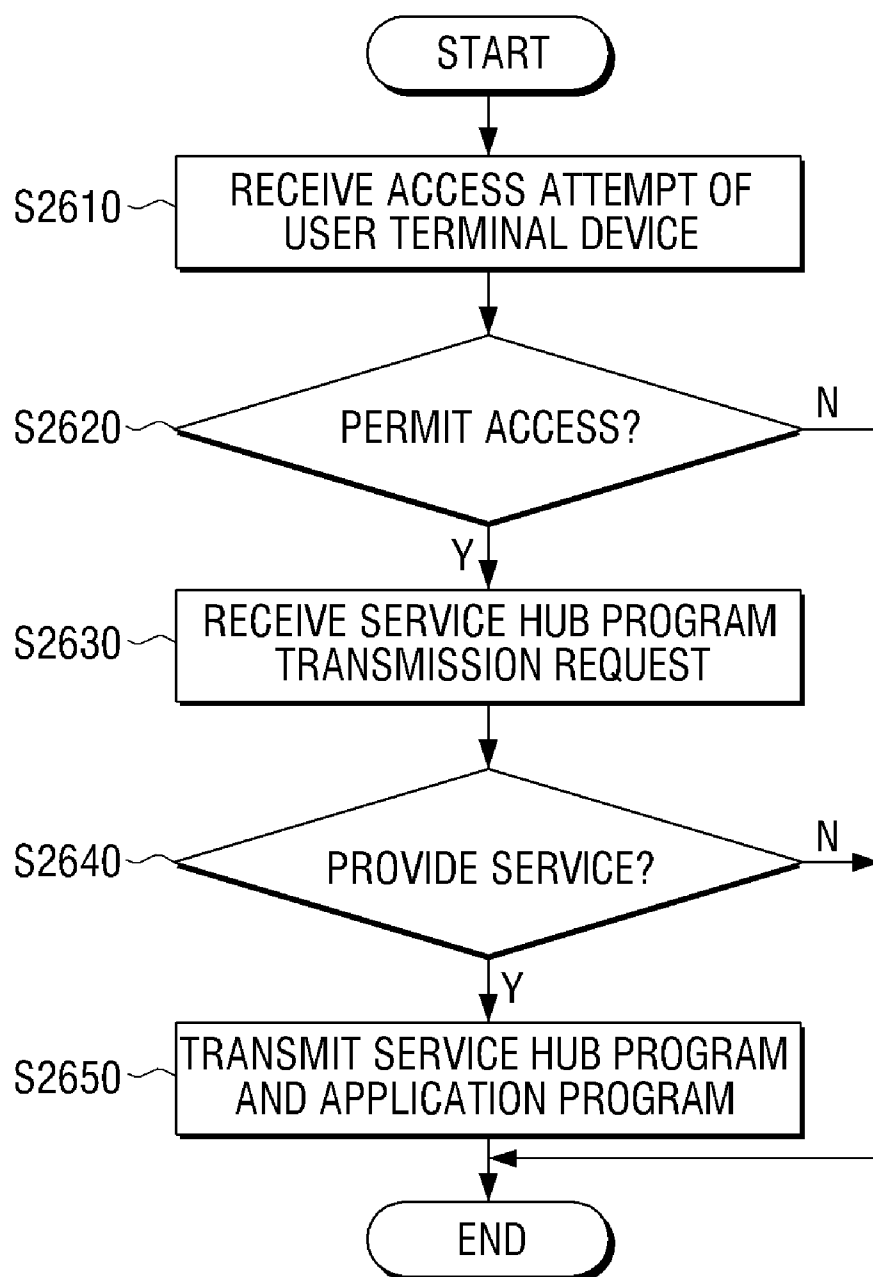 START
S2610
RECEIVE ACCESS ATTEMPT OF
USER TERMINAL DEVICE
S2620
PERMIT ACCESS?
N
Y
S2630
RECEIVE SERVICE HUB PROGRAM
TRANSMISSION REQUEST
S2640
PROVIDE SERVICE?
N
Y
S2650
TRANSMIT SERVICE HUB PROGRAM
AND APPLICATION PROGRAM
END